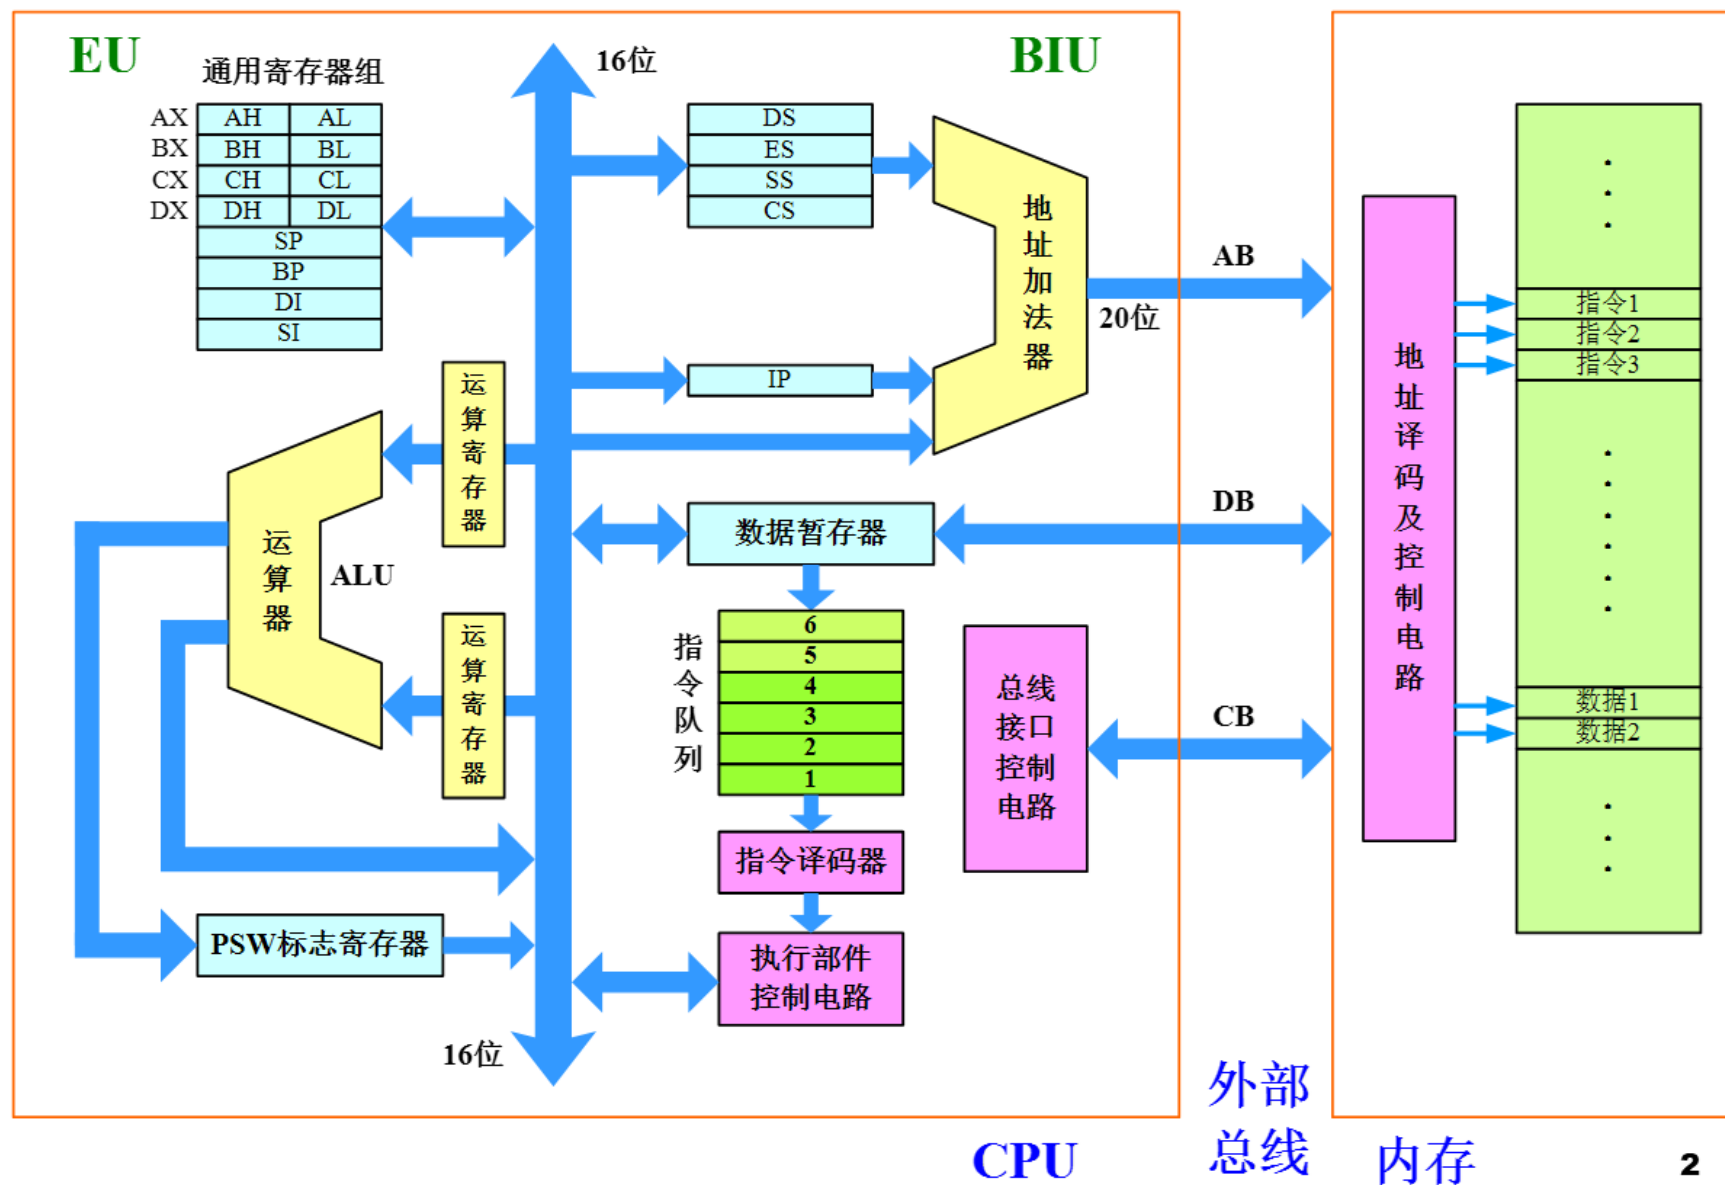 EU
BIU
通用寄存器组
16位
AX AH AL
BX BH BL
CX CH CL
DX DH DL
SP
BP
DI
SI
DS
ES
SS
CS
IP
地址加法器
20位
AB
DB
CB
运算寄存器
运算寄存器
运算器
ALU
PSW标志寄存器
16位
数据暂存器
指令队列
6
5
4
3
2
1
指令译码器
执行部件
控制电路
总线
接口
控制
电路
地址译码及控制电路
指令1
指令2
指令3
数据1
数据2
CPU
外部
总线
内存
2